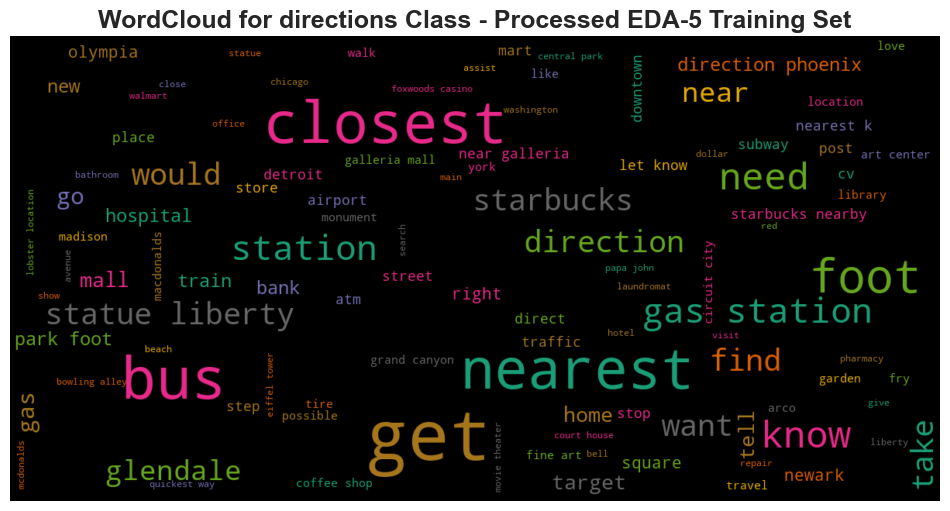 WordCloud for directions Class - Processed EDA-5 Training Set
olympia
statue
walk
mart
central park
love
new
close
walmart
chicago
assist
foxwoods casino
like
washington
downtown
direction phoenix
near
location
place
office
closest
galleria mall
near galleria
york
let know
dollar
subway
nearest k
post
art center
bathroom
would
detroit
store
main
need
cv
library
go
hospital
airport
monument
starbucks
starbucks nearby
red
lobster location
madison
avenue
macdonalds
station
search
direction
circuit city
foot
show
mall
train
bank
atm
street
right
papa john
laundromat
statue liberty
gas station
direct
hotel
visit
park foot
beach
traffic
bowling alley
bus
eiffel tower
grand canyon
nearest
find
pharmacy
garden
fry
gas
step
tire
possible
get
home
stop
want
arco
give
court house
tell
know
liberty
take
mcdonalds
glendale
quickest way
coffee shop
movie theater
fine art
bell
square
target
repair
travel
newark